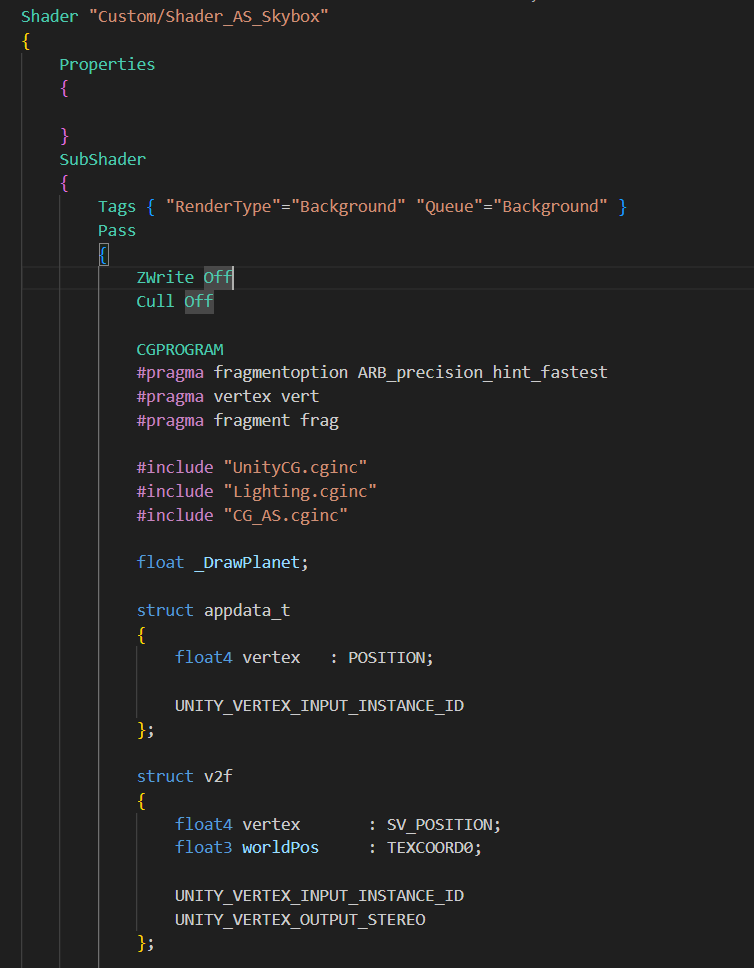 Shader "Custom/Shader_AS_Skybox"
{
Properties
{
}
SubShader
{
Tags { "RenderType"="Background" "Queue"="Background" }
Pass
{
ZWrite Off
Cull Off
CGPROGRAM
#pragma fragmentoption ARB_precision_hint_fastest
#pragma vertex vert
#pragma fragment frag
#include "UnityCG.cginc"
#include "Lighting.cginc"
#include "CG_AS.cginc"
float _DrawPlanet;
struct appdata_t
{
float4 vertex   : POSITION;
UNITY_VERTEX_INPUT_INSTANCE_ID
};
struct v2f
{
float4 vertex       : SV_POSITION;
float3 worldPos     : TEXCOORD0;
UNITY_VERTEX_INPUT_INSTANCE_ID
UNITY_VERTEX_OUTPUT_STEREO
};